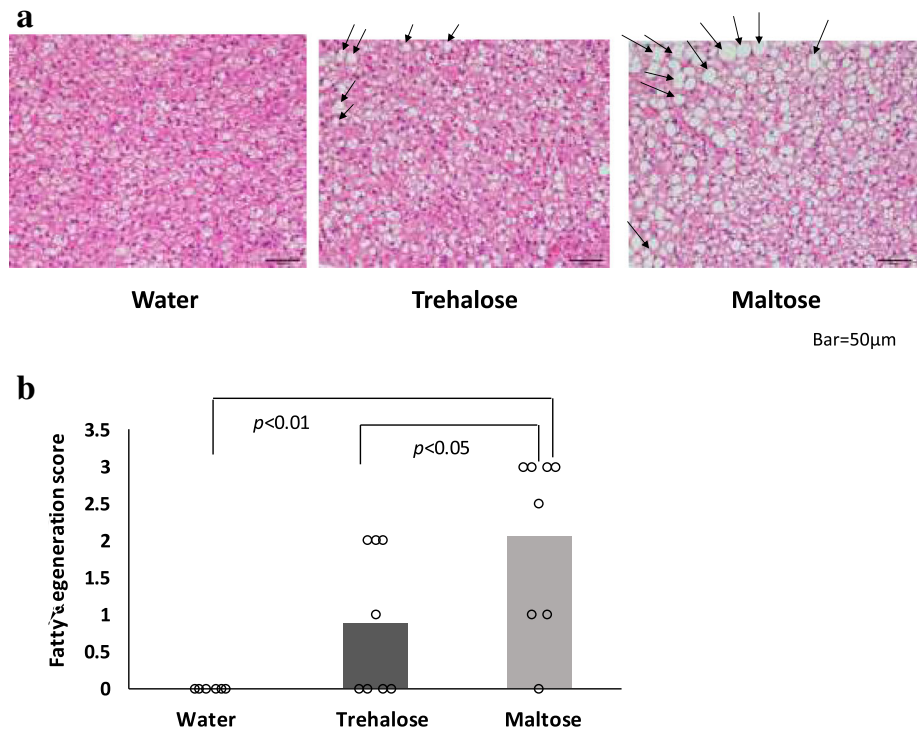 a
Water
Trehalose
Maltose
Bar=50μm
b
p<0.01
p<0.05
3.5
3
2.5
2
1.5
1
0.5
0
Fatty egeneration score
Water
Trehalose
Maltose